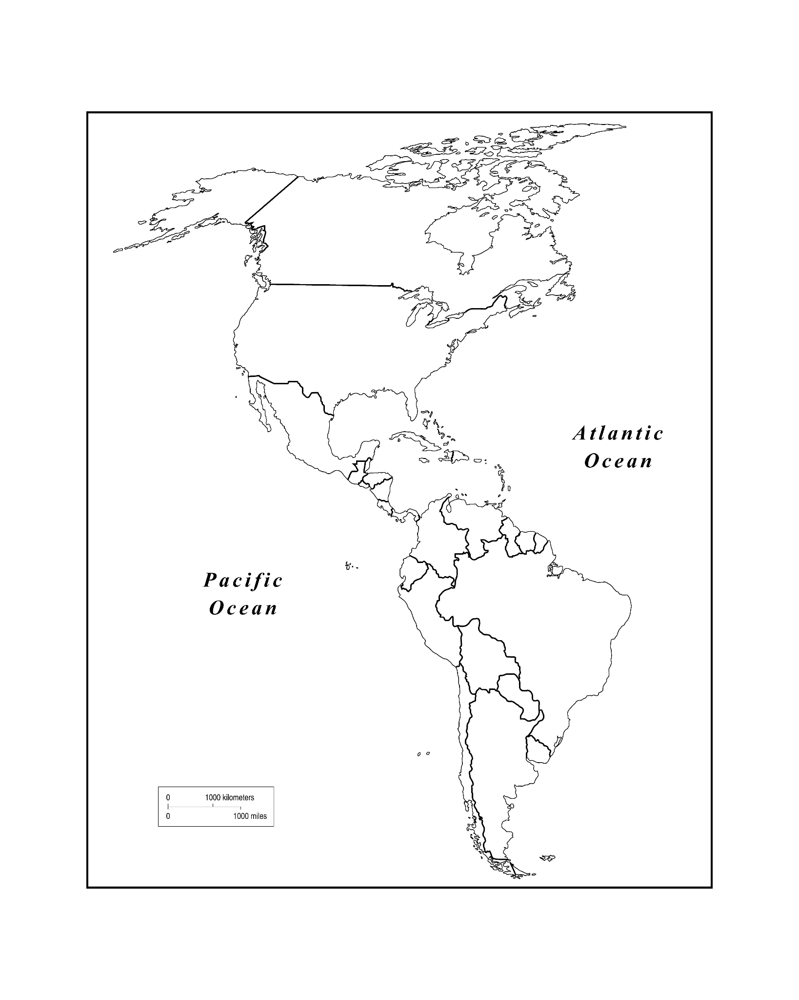 Atlantic
Ocean
Pacific
Ocean
0 1000 kilometers
0 1000 miles